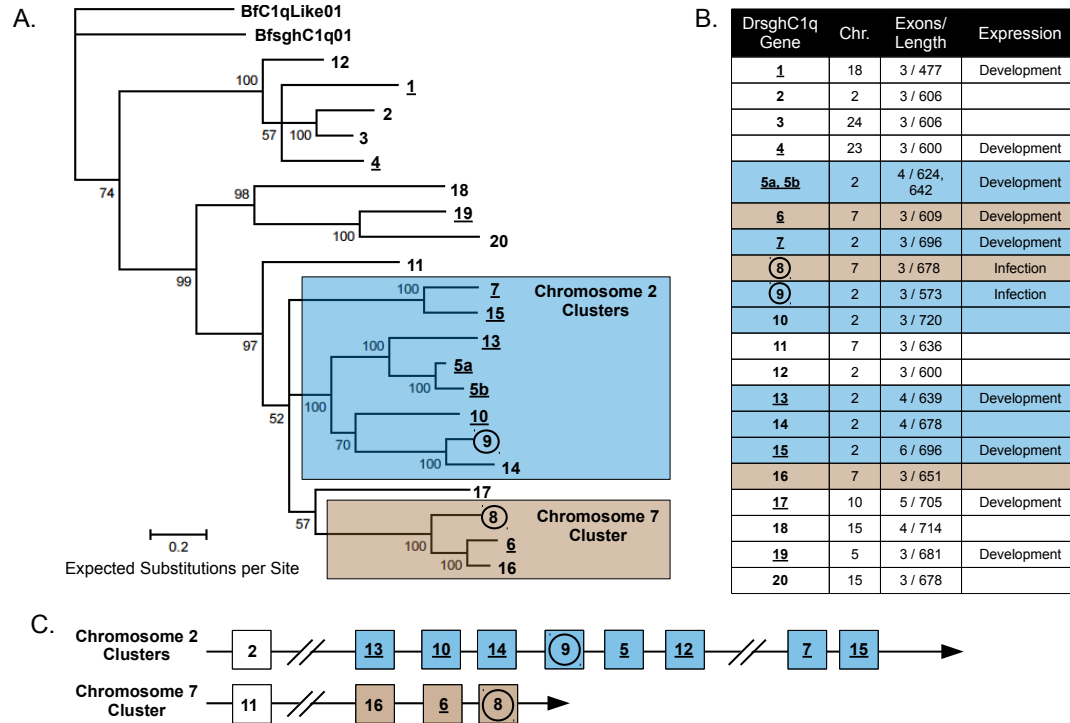 A.
BfC1qLike01
BfsghC1q01
12
100
1
2
57
100
3
4
74
98
18
19
100
20
99
11
Chromosome 2
Clusters
100
7
15
97
100
13
5a
100
5b
100
52
10
70
9
100
14
17
57
Chromosome 7
Cluster
8
100
6
100
16
0.2
Expected Substitutions per Site
B.
DrsghC1q Gene Chr. Exons/ Length Expression
1 18 3 / 477 Development
2 2 3 / 606
3 24 3 / 606
4 23 3 / 600 Development
5a, 5b 2 4 / 624, 642 Development
6 7 3 / 609 Development
7 2 3 / 696 Development
8 7 3 / 678 Infection
9 2 3 / 573 Infection
10 2 3 / 720
11 7 3 / 636
12 2 3 / 600
13 2 4 / 639 Development
14 2 4 / 678
15 2 6 / 696 Development
16 7 3 / 651
17 10 5 / 705 Development
18 15 4 / 714
19 5 3 / 681 Development
20 15 3 / 678
C.
Chromosome 2
Clusters
2 13 10 14 9 5 12 7 15
Chromosome 7
Cluster
11 16 6 8